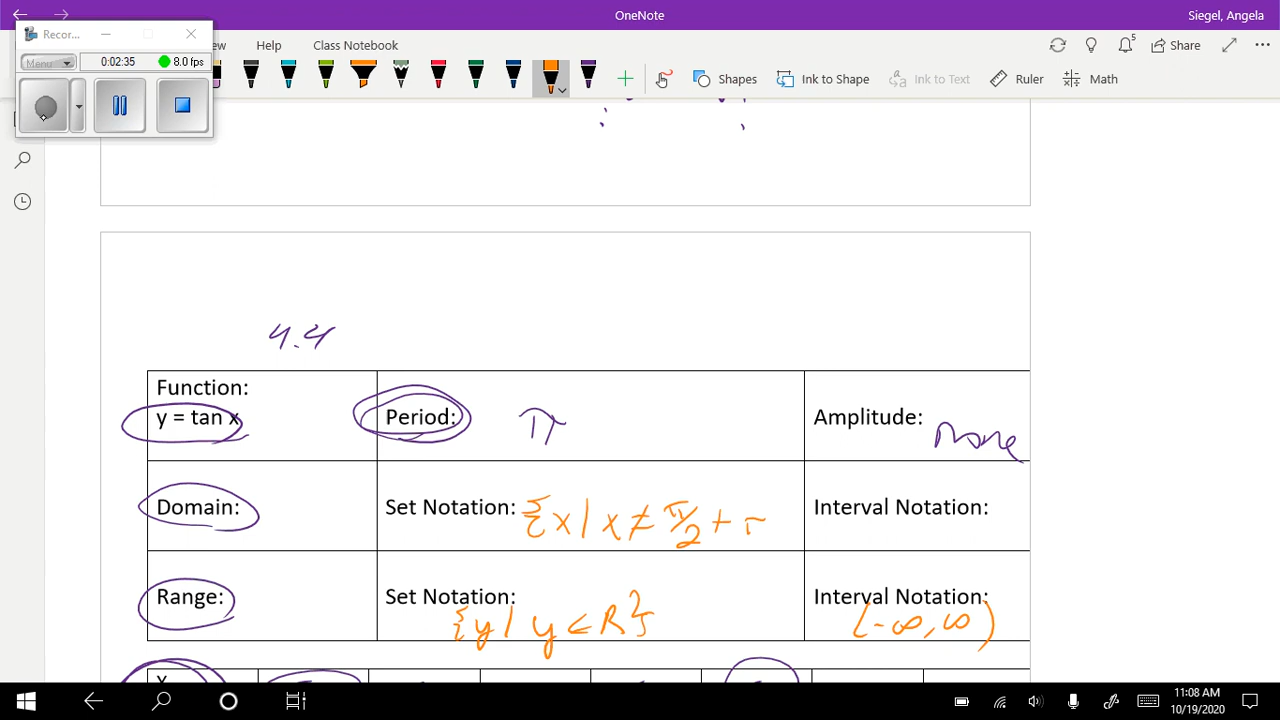 OneNote
Siegel, Angela
Recor...
ew Help Class Notebook
5
Share
Menu
0:02:35
8.0 fps
Shapes
Ink to Shape
Ink to Text
Ruler
Math
4.4
Function:
y = tan x
Period: π
Amplitude: none
Domain:
Set Notation: {x | x ≠ π/2 + π
Interval Notation:
Range:
Set Notation:
{y | y ∈ R}
Interval Notation:
(-∞, ∞)
X
11:08 AM
10/19/2020